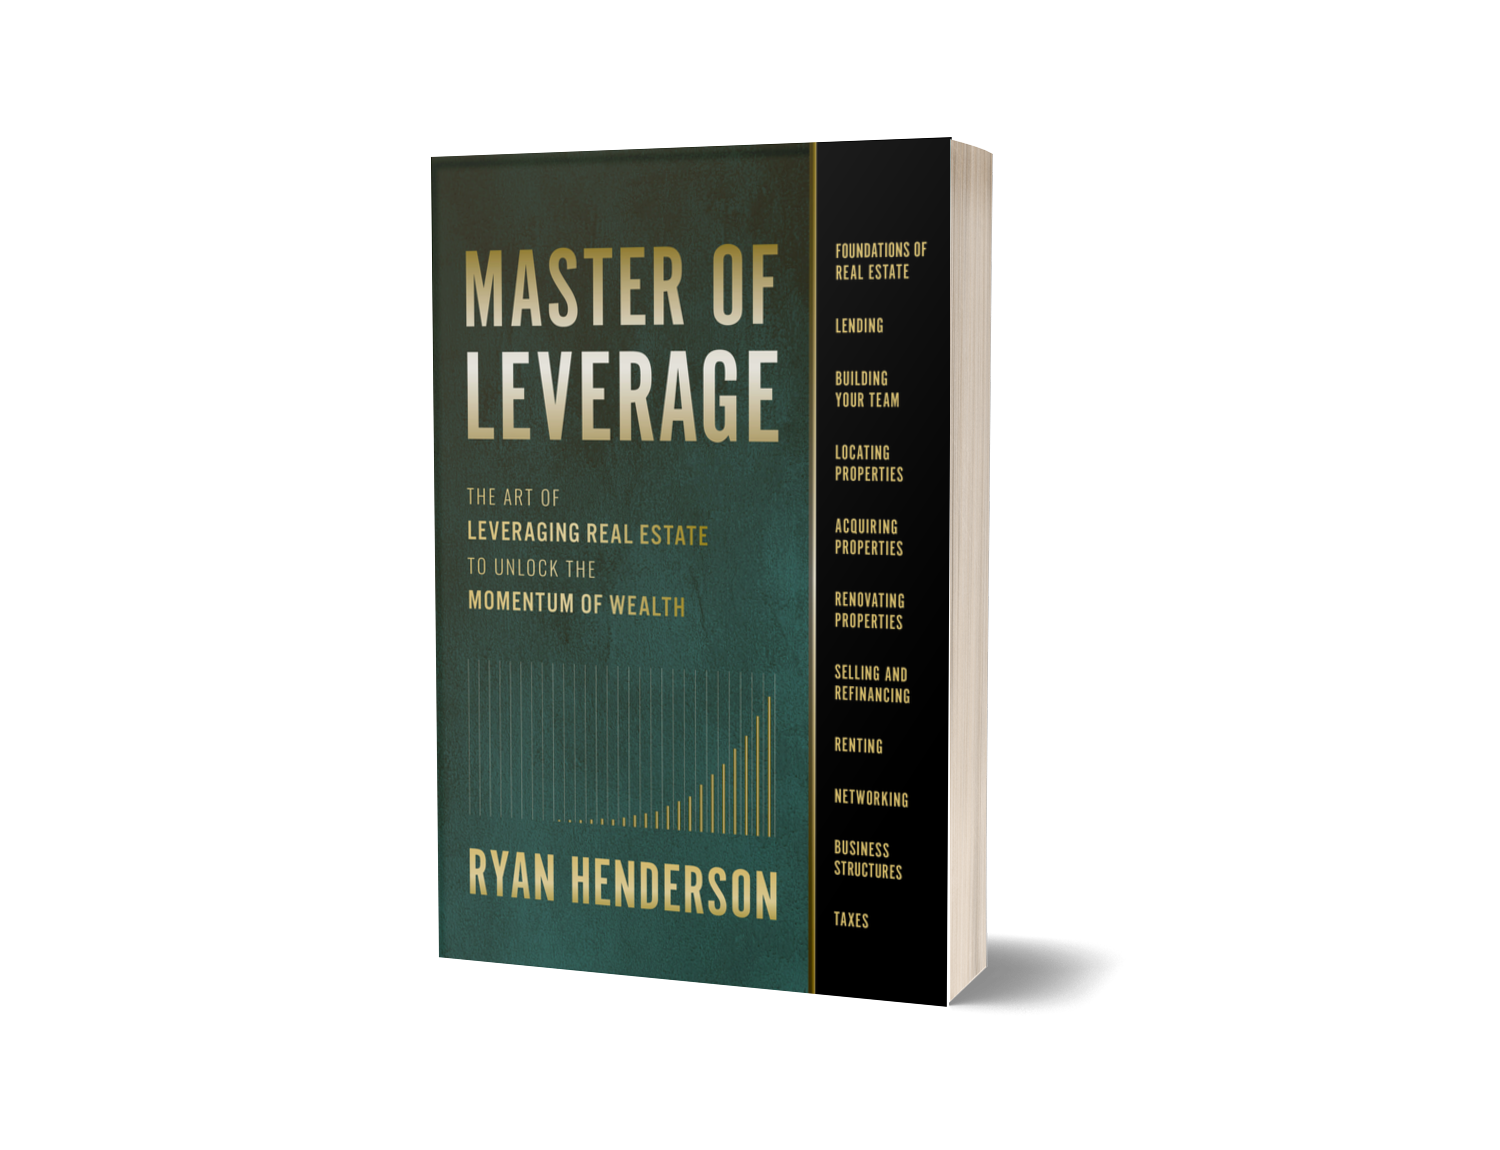 MASTER OF
LEVERAGE
THE ART OF
LEVERAGING REAL ESTATE
TO UNLOCK THE
MOMENTUM OF WEALTH
RYAN HENDERSON
FOUNDATIONS OF
REAL ESTATE
LENDING
BUILDING
YOUR TEAM
LOCATING
PROPERTIES
ACQUIRING
PROPERTIES
RENOVATING
PROPERTIES
SELLING AND
REFINANCING
RENTING
NETWORKING
BUSINESS
STRUCTURES
TAXES